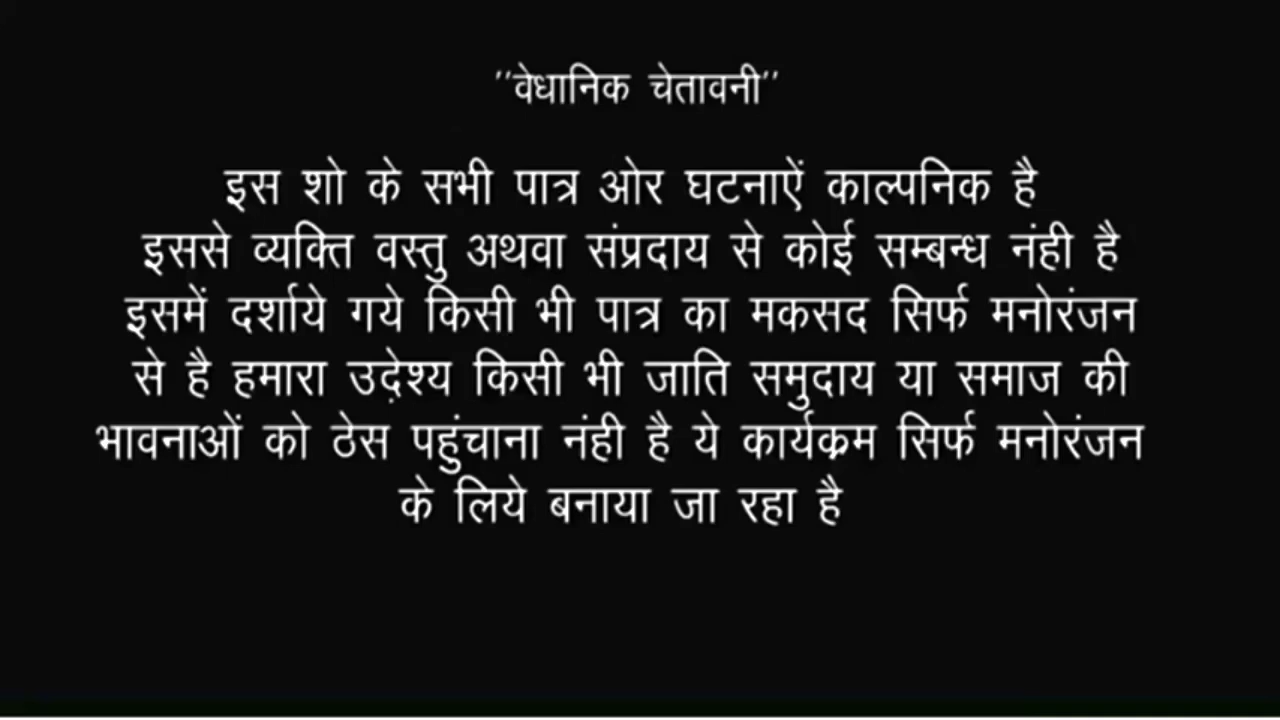 "वेधानिक चेतावनी"
इस शो के सभी पात्र ओर घटनाऐं काल्पनिक है
इससे व्यक्ति वस्तु अथवा संप्रदाय से कोई सम्बन्ध नंही है
इसमें दर्शाये गये किसी भी पात्र का मकसद सिर्फ मनोरंजन
से है हमारा उद़ेश्य किसी भी जाति समुदाय या समाज की
भावनाओं को ठेस पहुंचाना नंही है ये कार्यक्रम सिर्फ मनोरंजन
के लिये बनाया जा रहा है